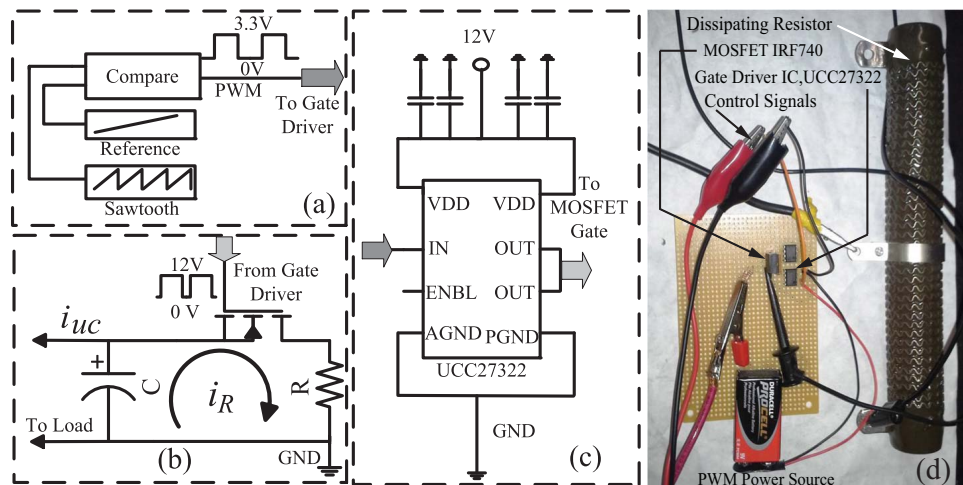 3.3V
Compare
0V
PWM
To Gate
Driver
Reference
Sawtooth
(a)
12V
0 V
From Gate
Driver
iuc
+
C
iR
R
To Load
GND
(b)
12V
VDD VDD
To
MOSFET
Gate
IN OUT
ENBL OUT
AGND PGND
UCC27322
GND
(c)
Dissipating Resistor
MOSFET IRF740
Gate Driver IC,UCC27322
Control Signals
DURACELL
PROCELL
PWM Power Source
(d)